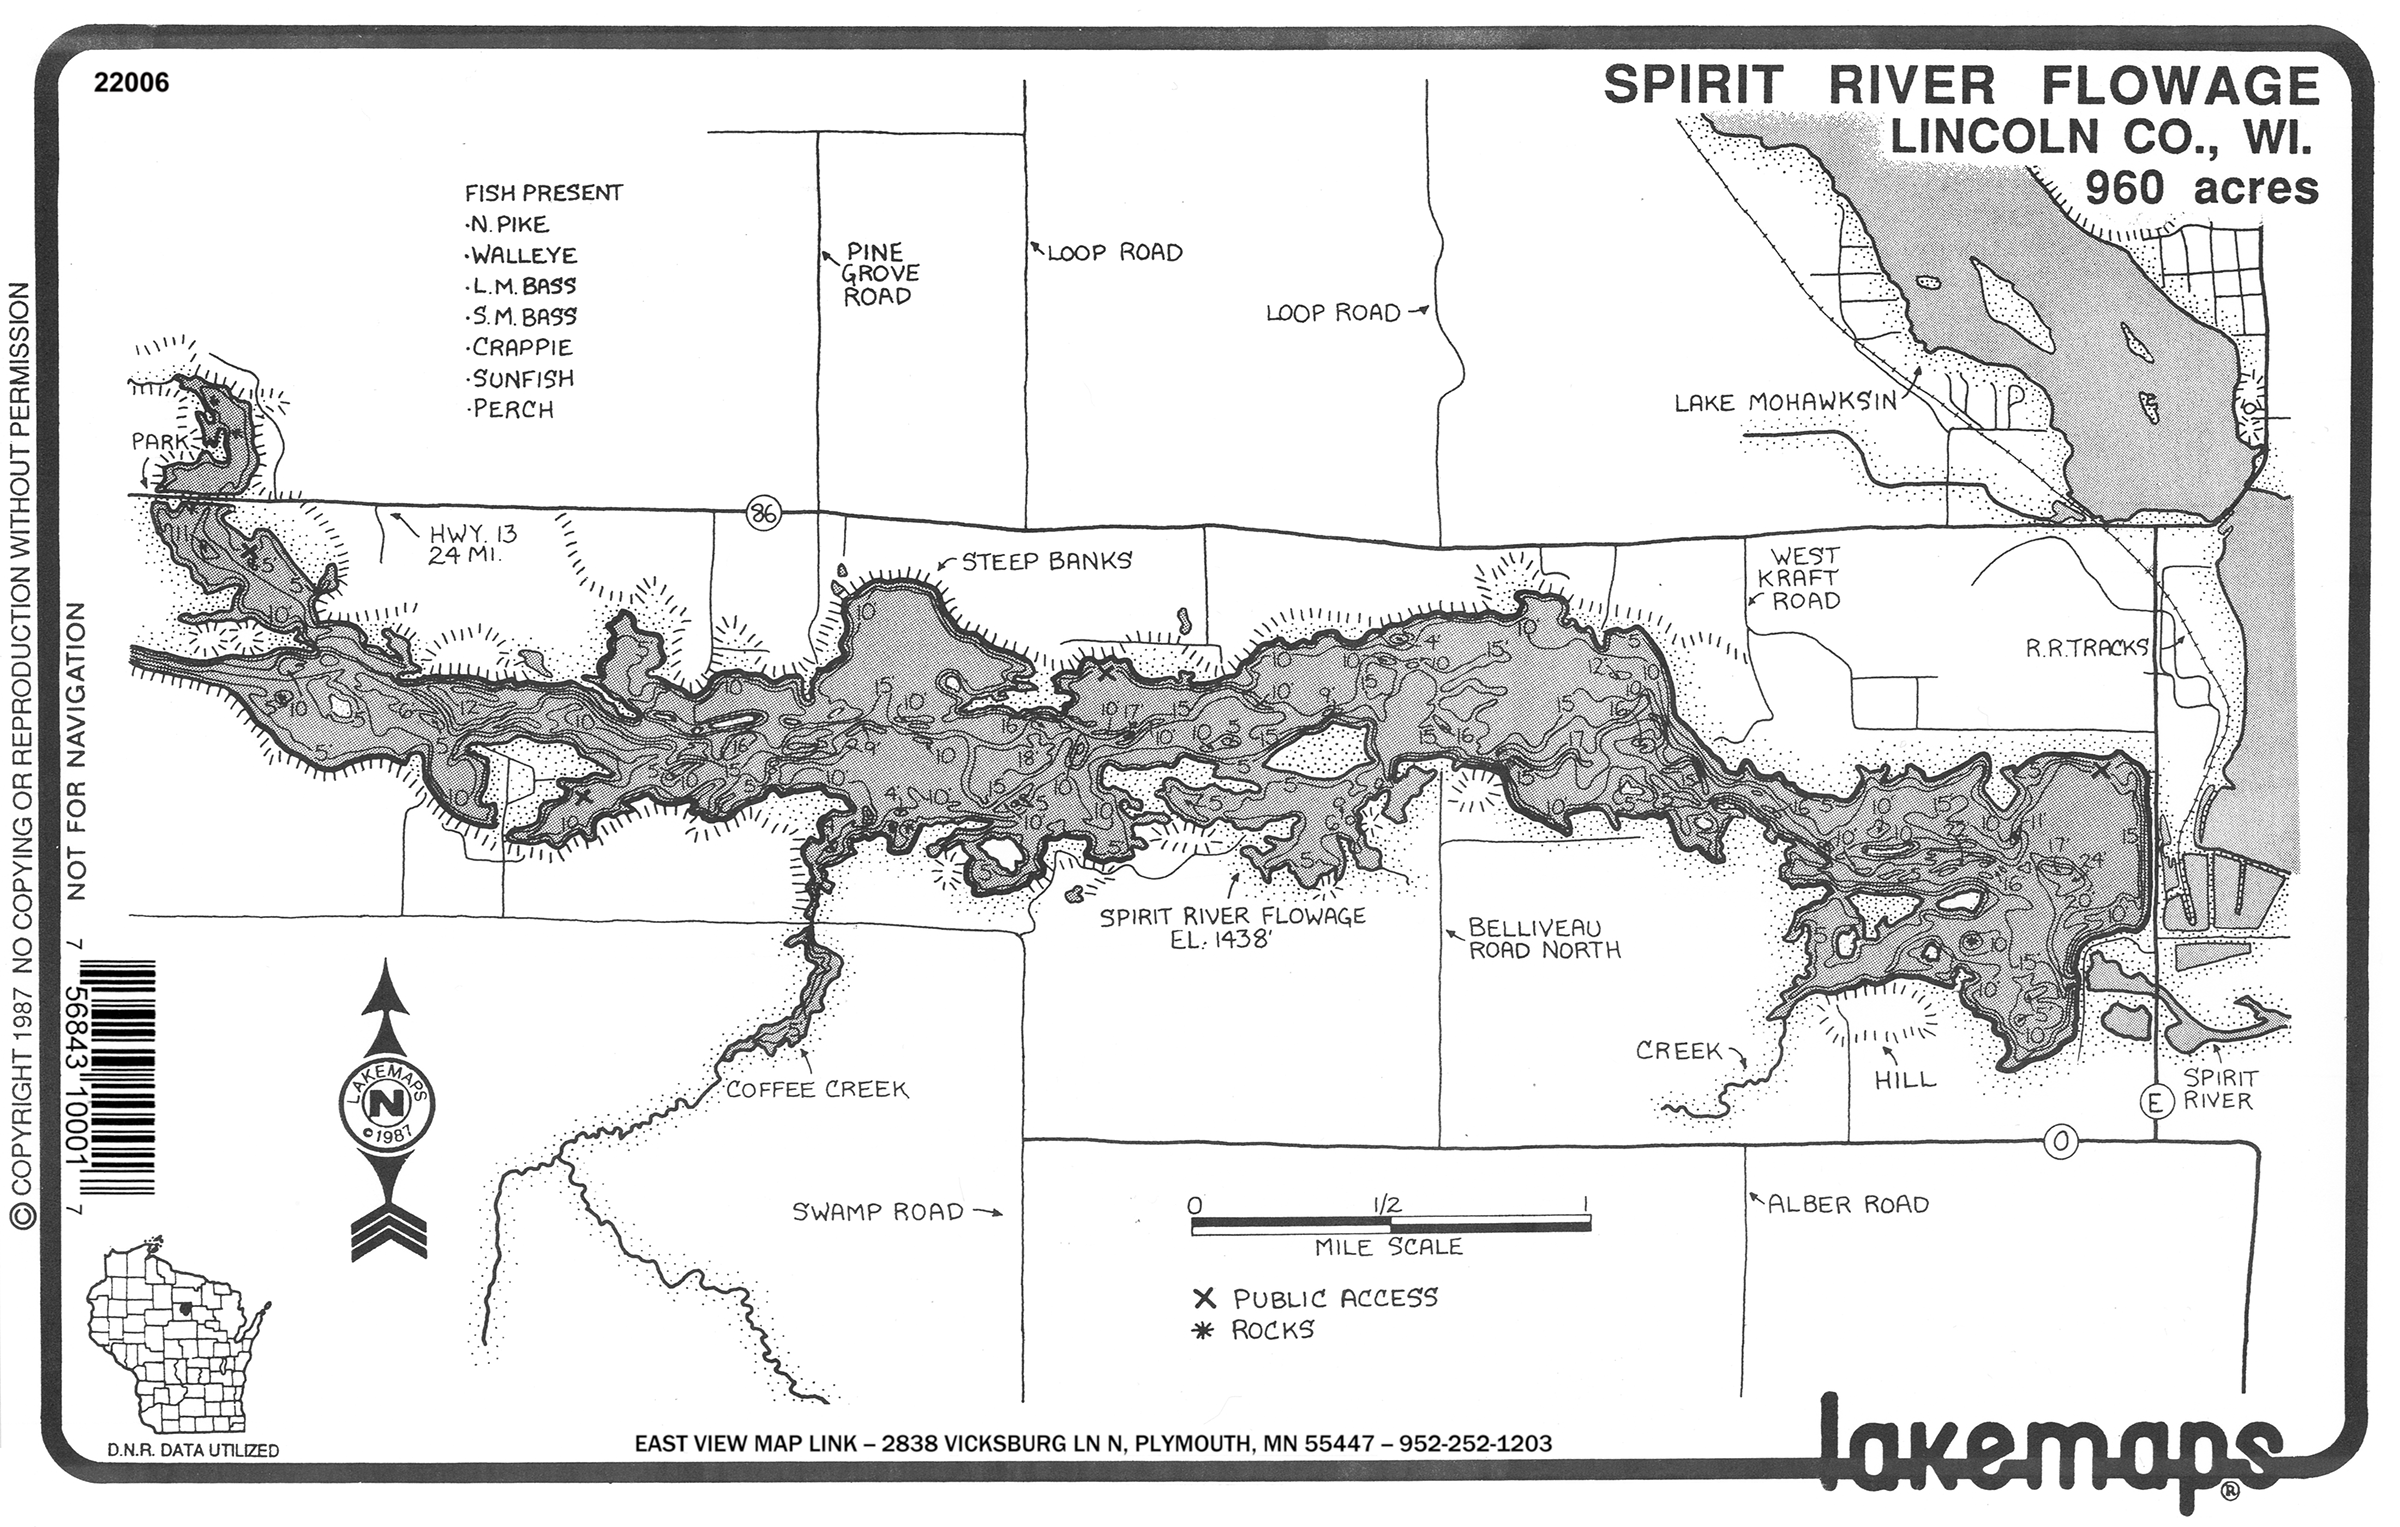 22006
SPIRIT RIVER FLOWAGE
LINCOLN CO., WI.
960 acres
FISH PRESENT
·N. PIKE
·WALLEYE
·L.M. BASS
·S.M. BASS
·CRAPPIE
·SUNFISH
·PERCH
PINE
GROVE
ROAD
LOOP ROAD
LOOP ROAD
LAKE MOHAWKSIN
PARK
86
HWY. 13
24 MI.
STEEP BANKS
WEST
KRAFT
ROAD
R.R. TRACKS
SPIRIT RIVER FLOWAGE
EL. 1438'
BELLIVEAU
ROAD NORTH
COFFEE CREEK
CREEK
HILL
SPIRIT
RIVER
E
O
SWAMP ROAD
ALBER ROAD
0 1/2 1
MILE SCALE
X PUBLIC ACCESS
* ROCKS
LAKEMAPS
N
©1987
© COPYRIGHT 1987 NO COPYING OR REPRODUCTION WITHOUT PERMISSION
NOT FOR NAVIGATION
7 56843 10001 7
D.N.R. DATA UTILIZED
EAST VIEW MAP LINK – 2838 VICKSBURG LN N, PLYMOUTH, MN 55447 – 952-252-1203
lakemaps®